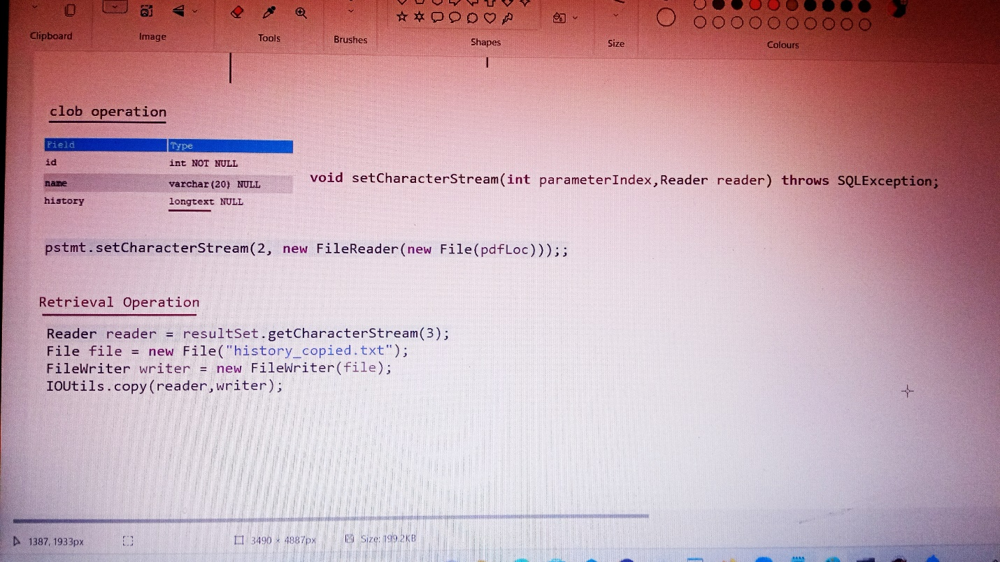 Clipboard
Image
Tools
Brushes
Shapes
Size
Colours
clob operation
Field Type
id int NOT NULL
name varchar(20) NULL
history longtext NULL
void setCharacterStream(int parameterIndex,Reader reader) throws SQLException;
pstmt.setCharacterStream(2, new FileReader(new File(pdfLoc)));;
Retrieval Operation
Reader reader = resultSet.getCharacterStream(3);
File file = new File("history_copied.txt");
FileWriter writer = new FileWriter(file);
IOUtils.copy(reader,writer);
1387, 1933px
3490 × 4887px
Size: 199.2KB